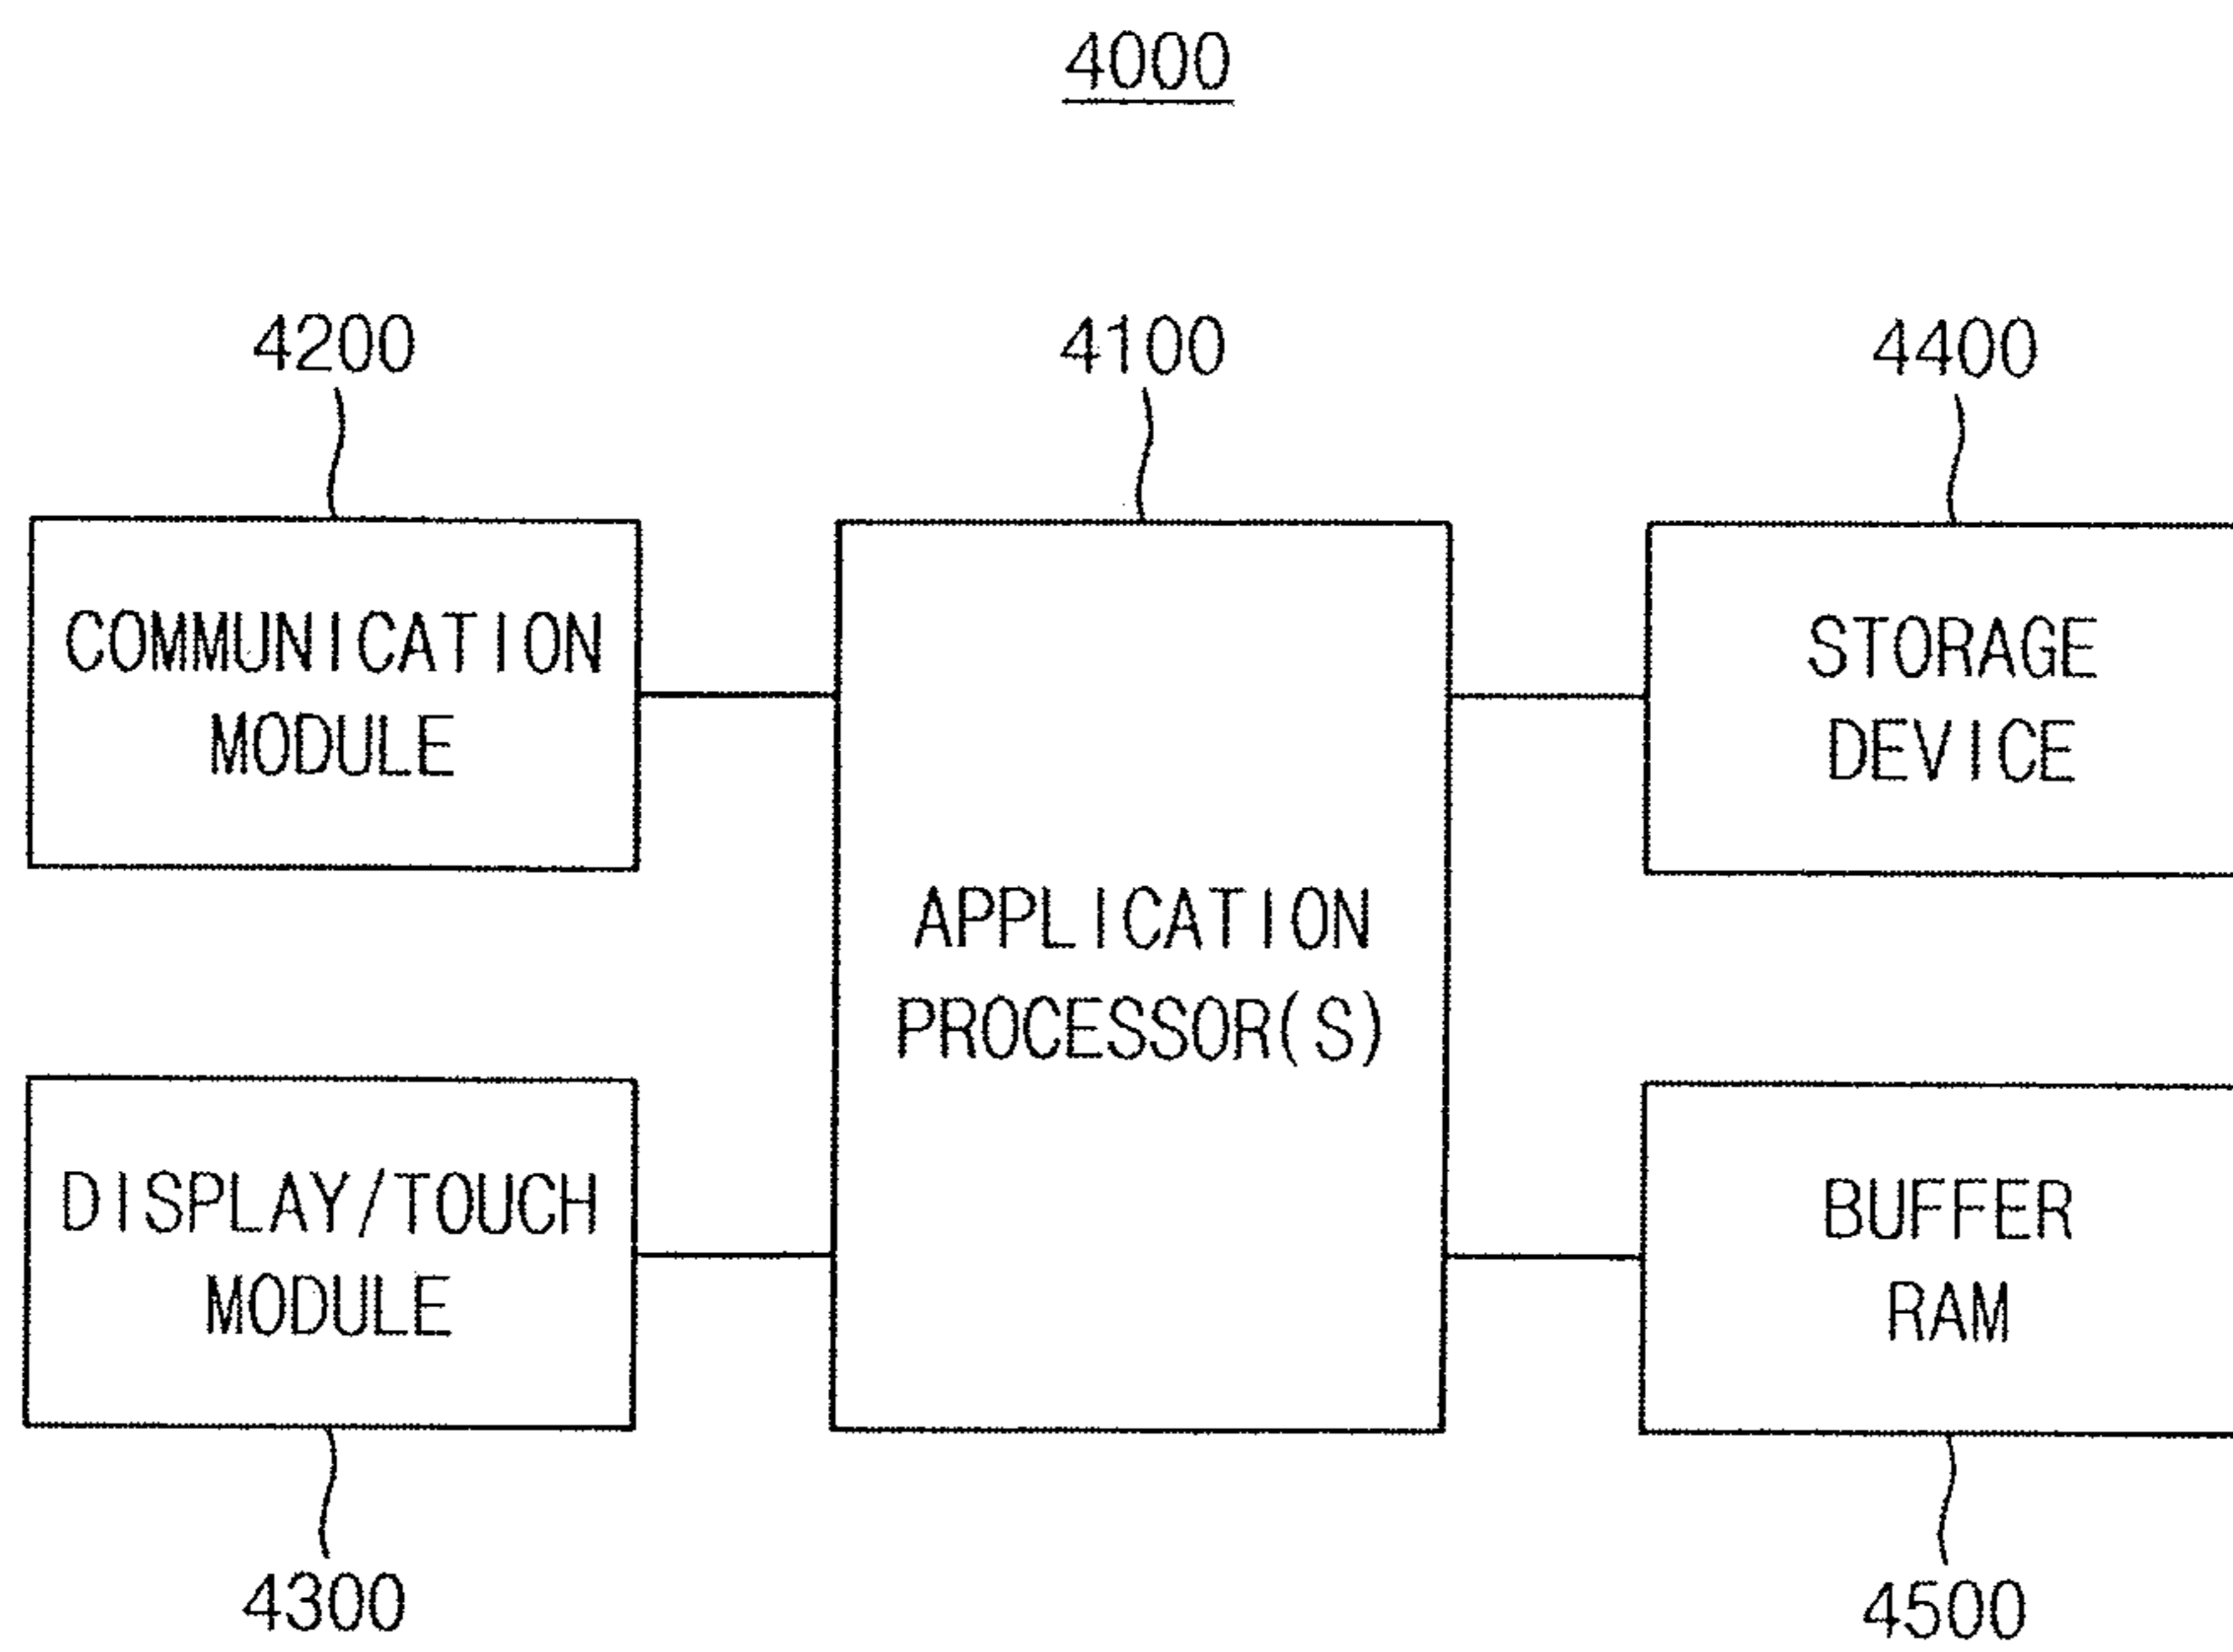 4000
4200
4100
4400
COMMUNICATION
MODULE
APPLICATION
PROCESSOR(S)
STORAGE
DEVICE
DISPLAY/TOUCH
MODULE
BUFFER
RAM
4300
4500